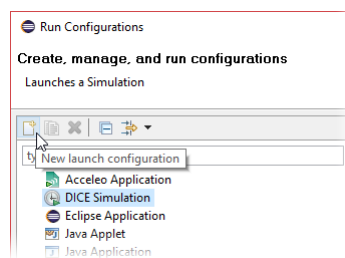 Run Configurations
Create, manage, and run configurations
Launches a Simulation
ty
New launch configuration
Acceleo Application
DICE Simulation
Eclipse Application
Java Applet
Java Application